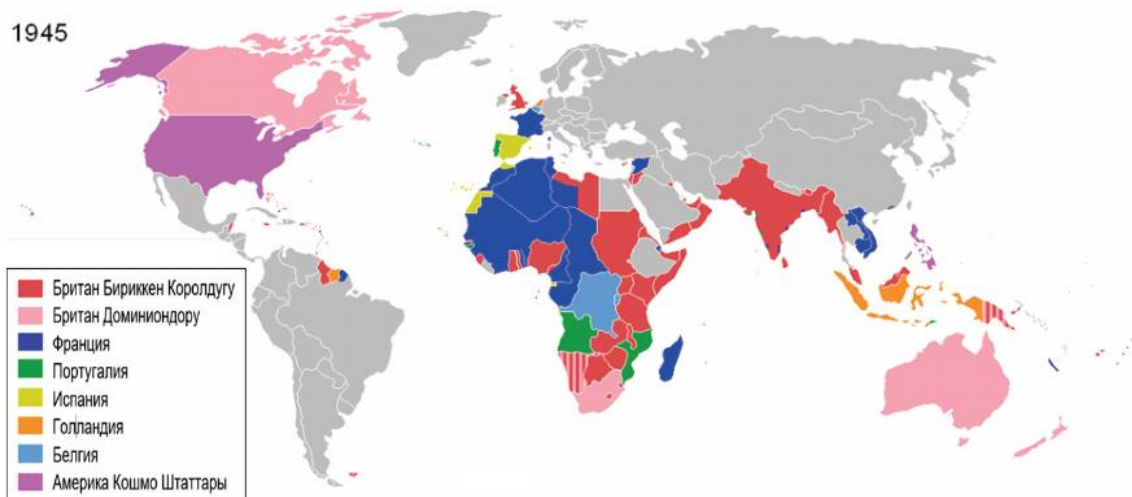 1945
Британ Бириккен Королдугу
Британ Доминиондору
Франция
Португалия
Испания
Голландия
Белгия
Америка Кошмо Штаттары